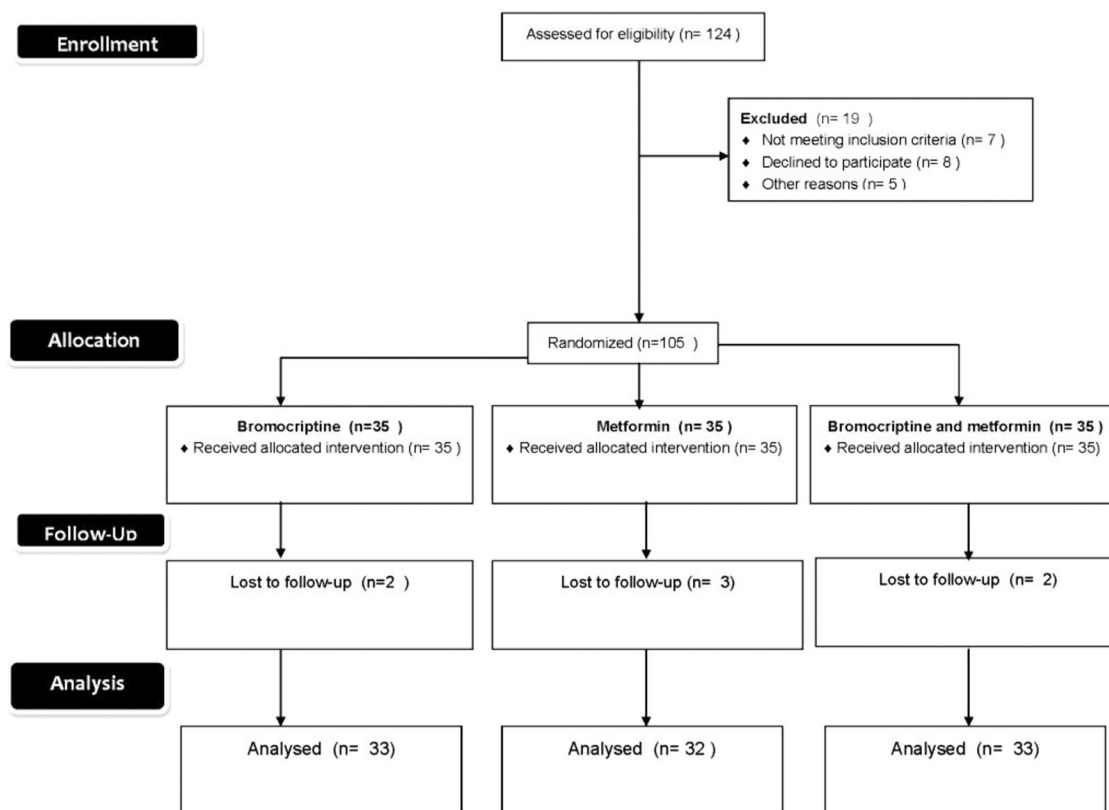 Enrollment
Assessed for eligibility (n= 124 )
Excluded (n= 19 )
♦ Not meeting inclusion criteria (n= 7 )
♦ Declined to participate (n= 8 )
♦ Other reasons (n= 5 )
Allocation
Randomized (n=105 )
Bromocriptine (n=35 )
♦ Received allocated intervention (n= 35 )
Metformin (n= 35 )
♦ Received allocated intervention (n= 35)
Bromocriptine and metformin (n= 35 )
♦ Received allocated intervention (n= 35)
Follow-Up
Lost to follow-up (n=2 )
Lost to follow-up (n= 3)
Lost to follow-up (n= 2)
Analysis
Analysed (n= 33)
Analysed (n= 32 )
Analysed (n= 33)